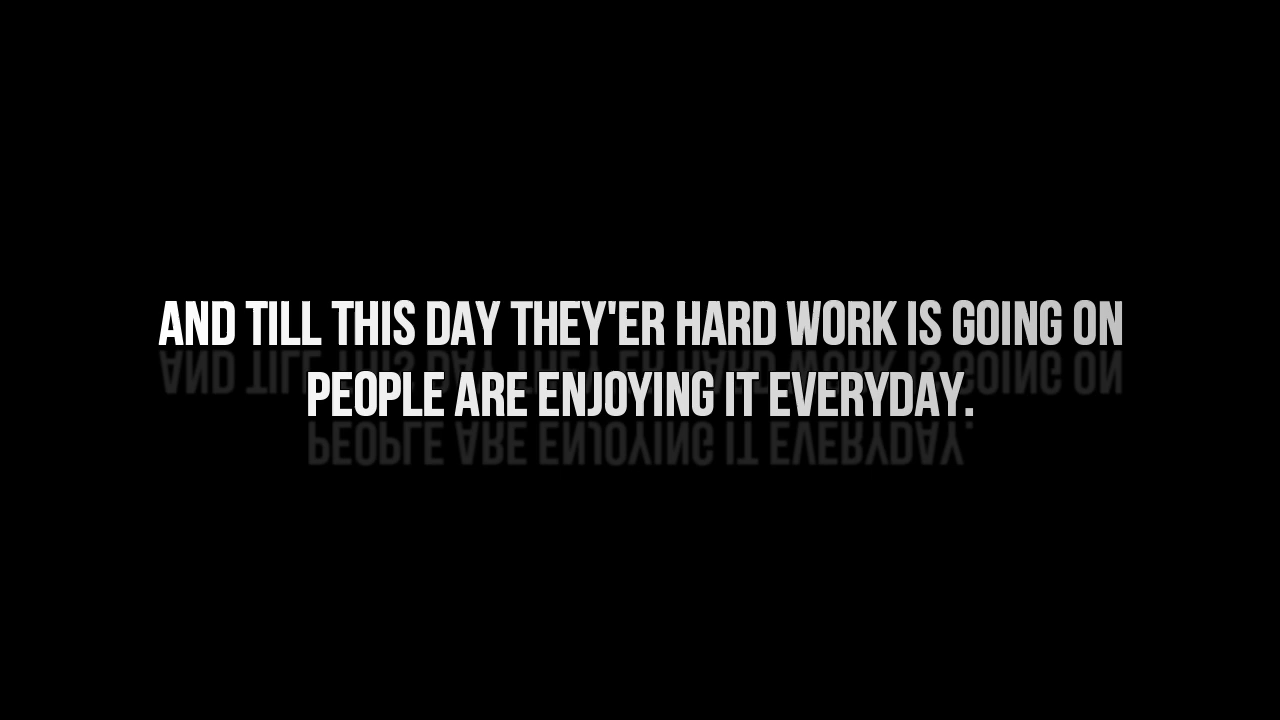 AND TILL THIS DAY THEY'ER HARD WORK IS GOING ON
PEOPLE ARE ENJOYING IT EVERYDAY.